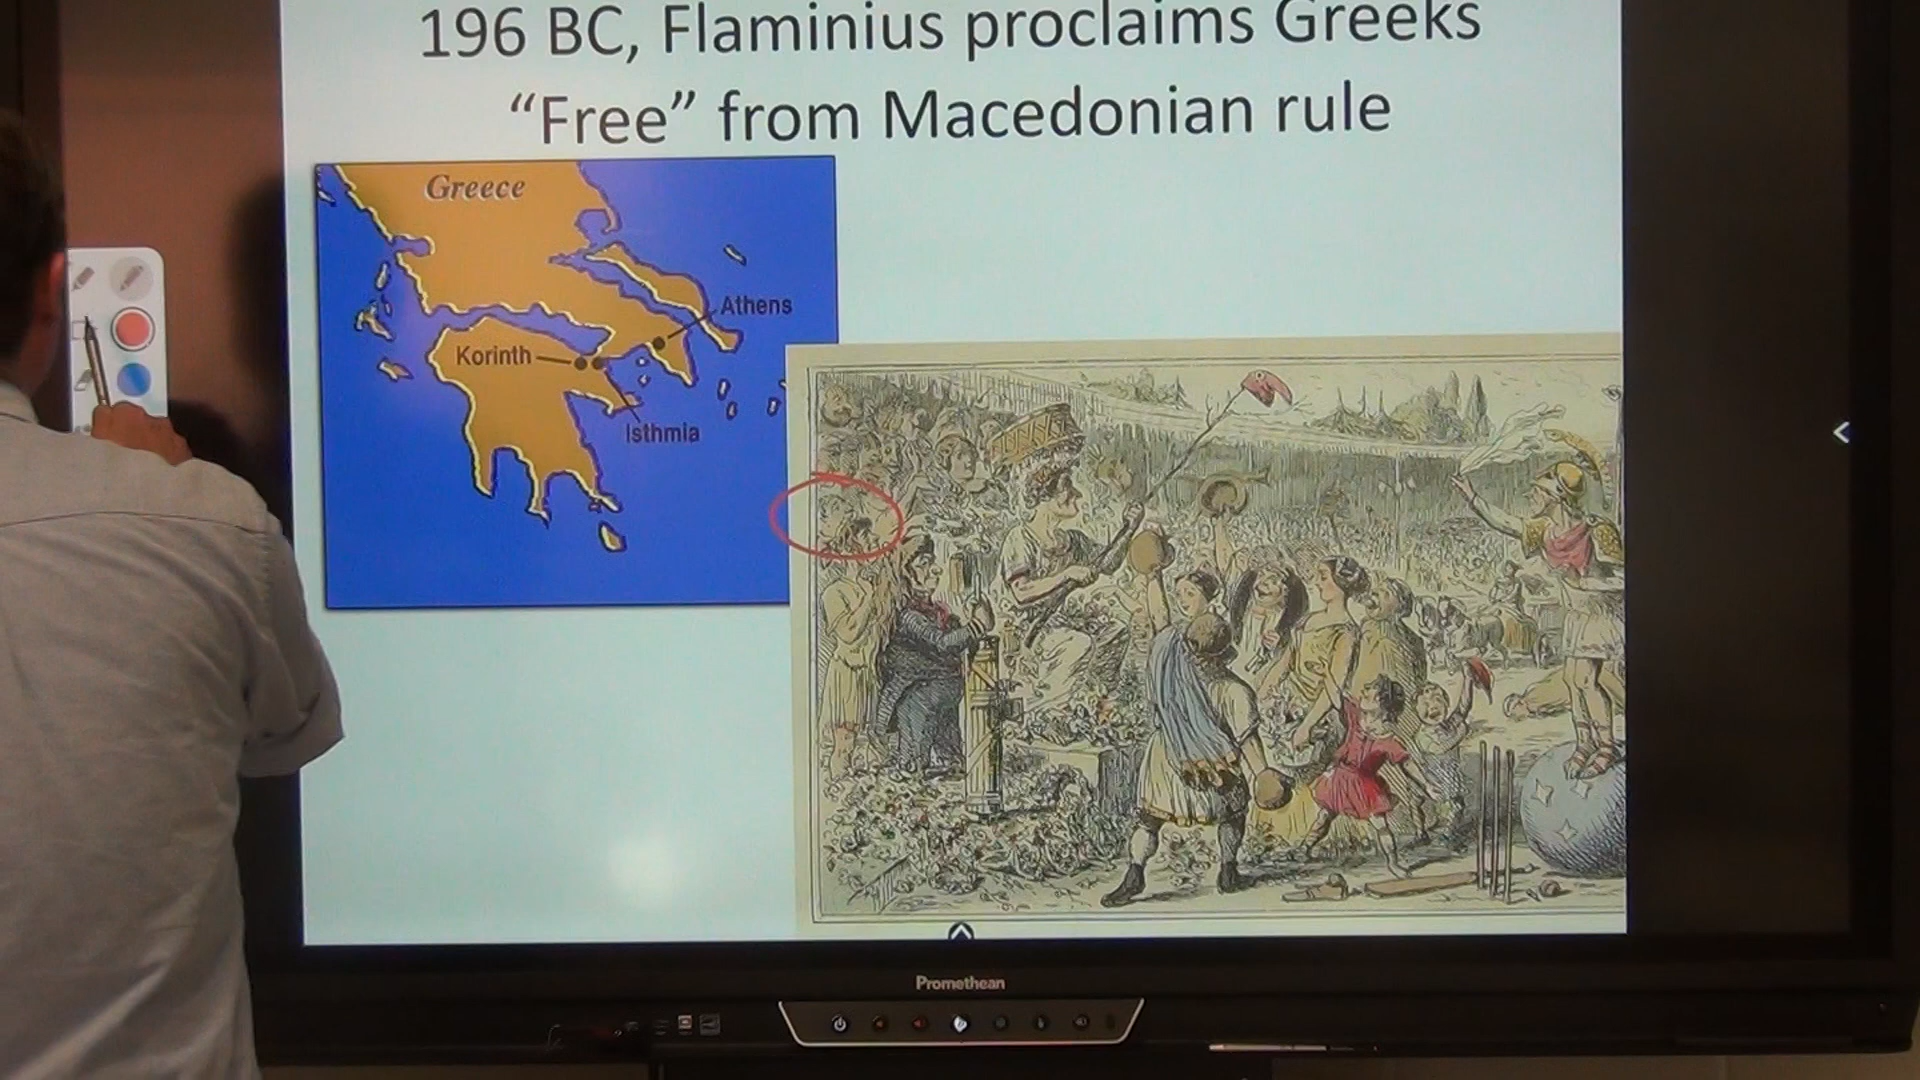 196 BC, Flaminius proclaims Greeks
“Free” from Macedonian rule
Greece
Athens
Korinth
Isthmia
Promethean